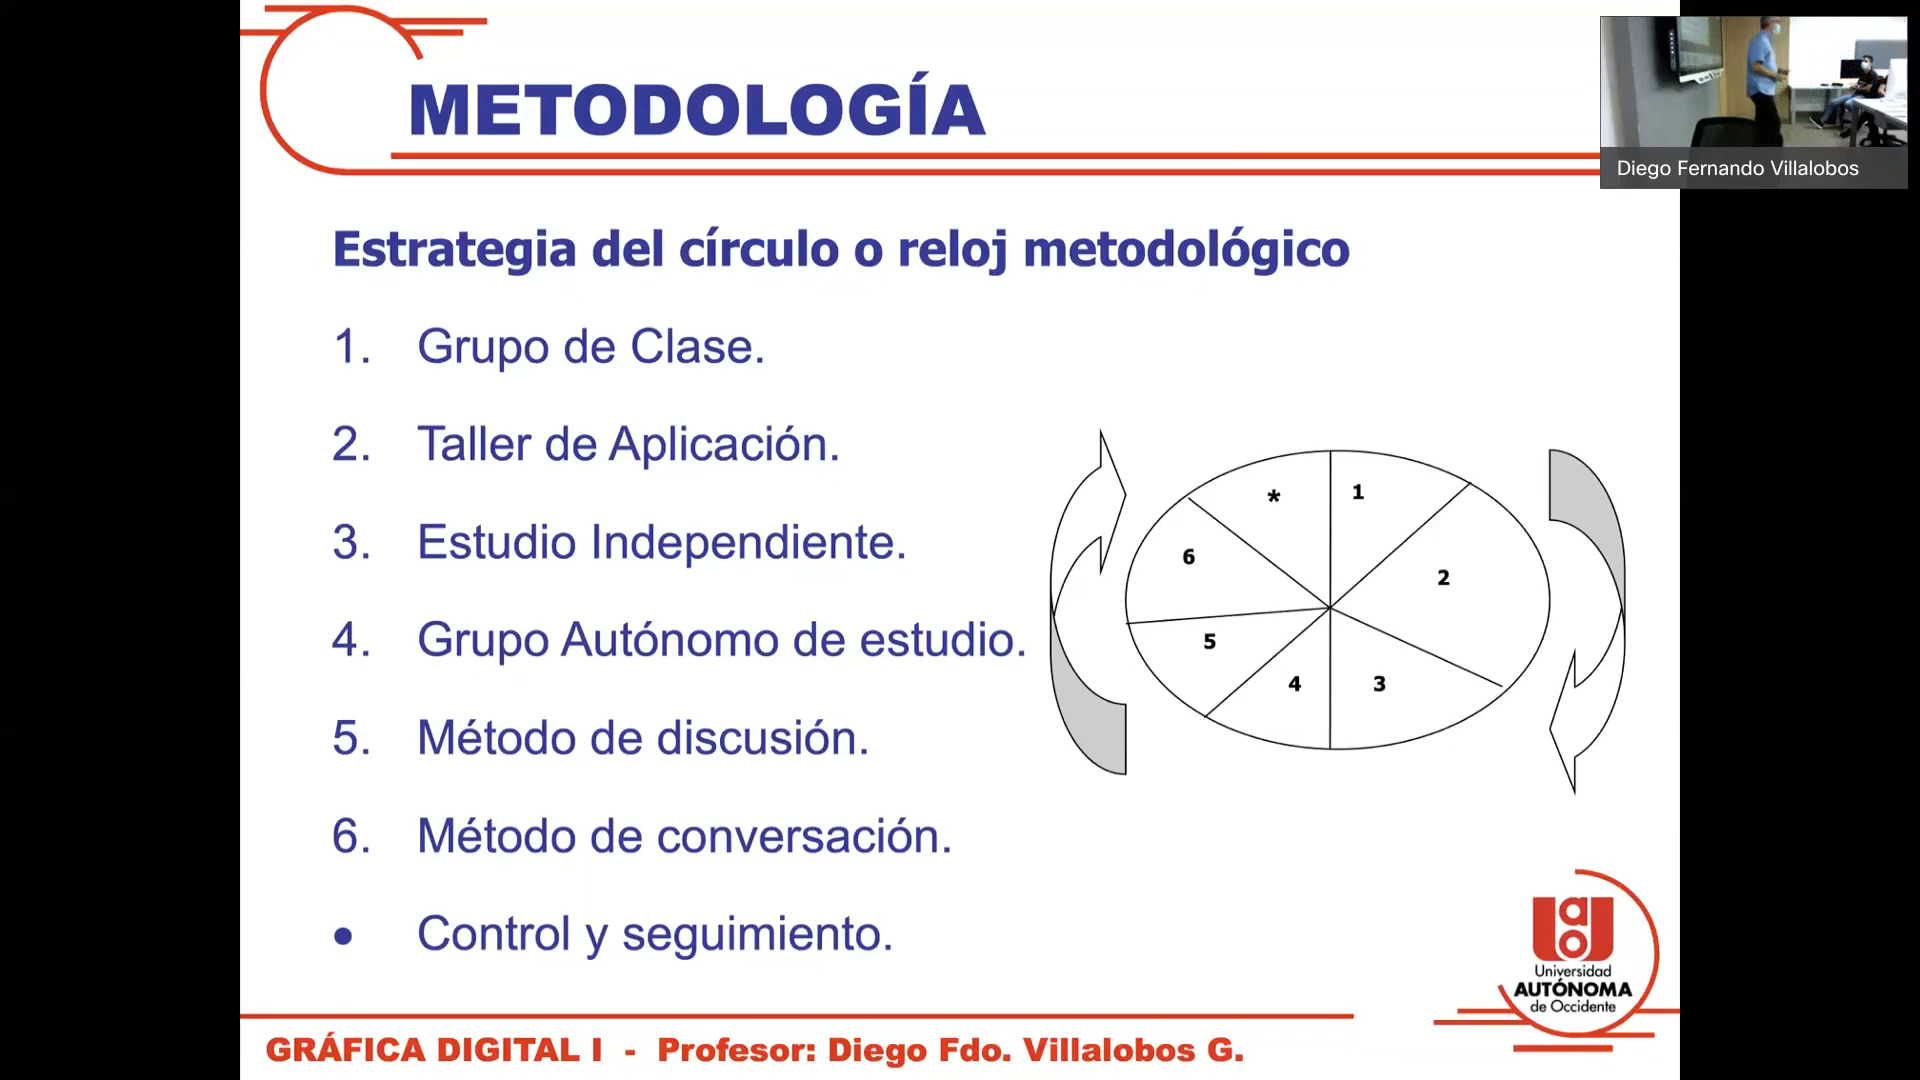 METODOLOGÍA
Diego Fernando Villalobos
Estrategia del círculo o reloj metodológico
1. Grupo de Clase.
2. Taller de Aplicación.
3. Estudio Independiente.
4. Grupo Autónomo de estudio.
5. Método de discusión.
6. Método de conversación.
• Control y seguimiento.
* 1
6 2
5
4 3
Universidad
AUTÓNOMA
de Occidente
GRÁFICA DIGITAL I - Profesor: Diego Fdo. Villalobos G.